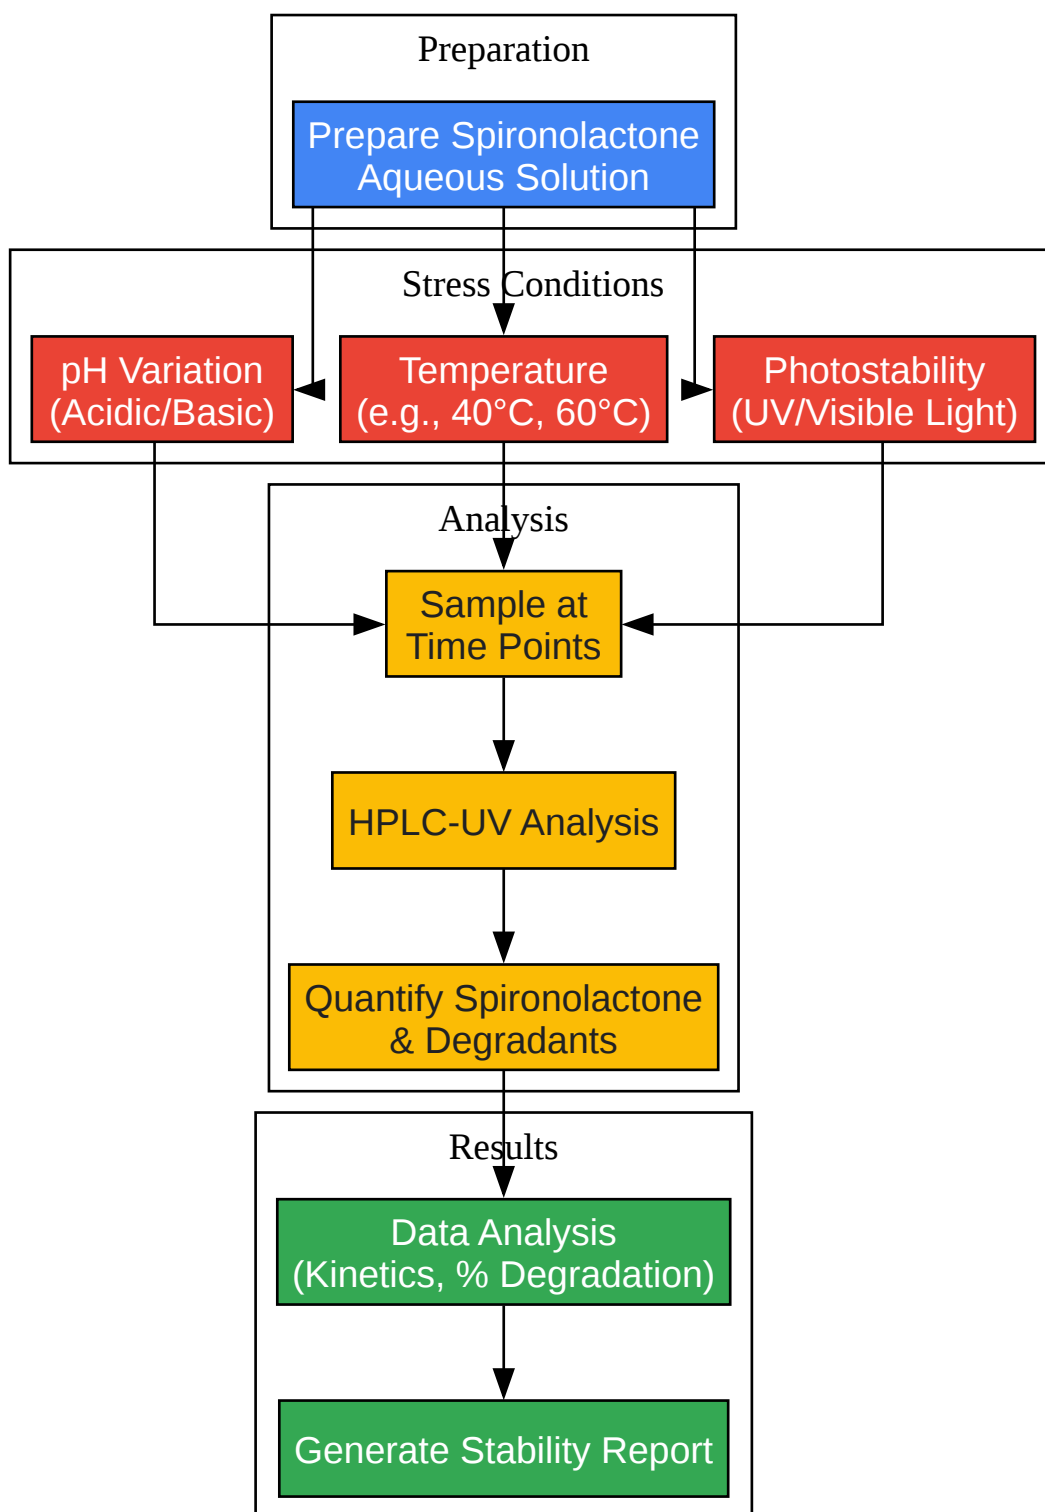 Preparation
Prepare Spironolactone
Aqueous Solution
Stress Conditions
pH Variation
(Acidic/Basic)
Temperature
(e.g., 40°C, 60°C)
Photostability
(UV/Visible Light)
Analysis
Sample at
Time Points
HPLC-UV Analysis
Quantify Spironolactone
& Degradants
Results
Data Analysis
(Kinetics, % Degradation)
Generate Stability Report